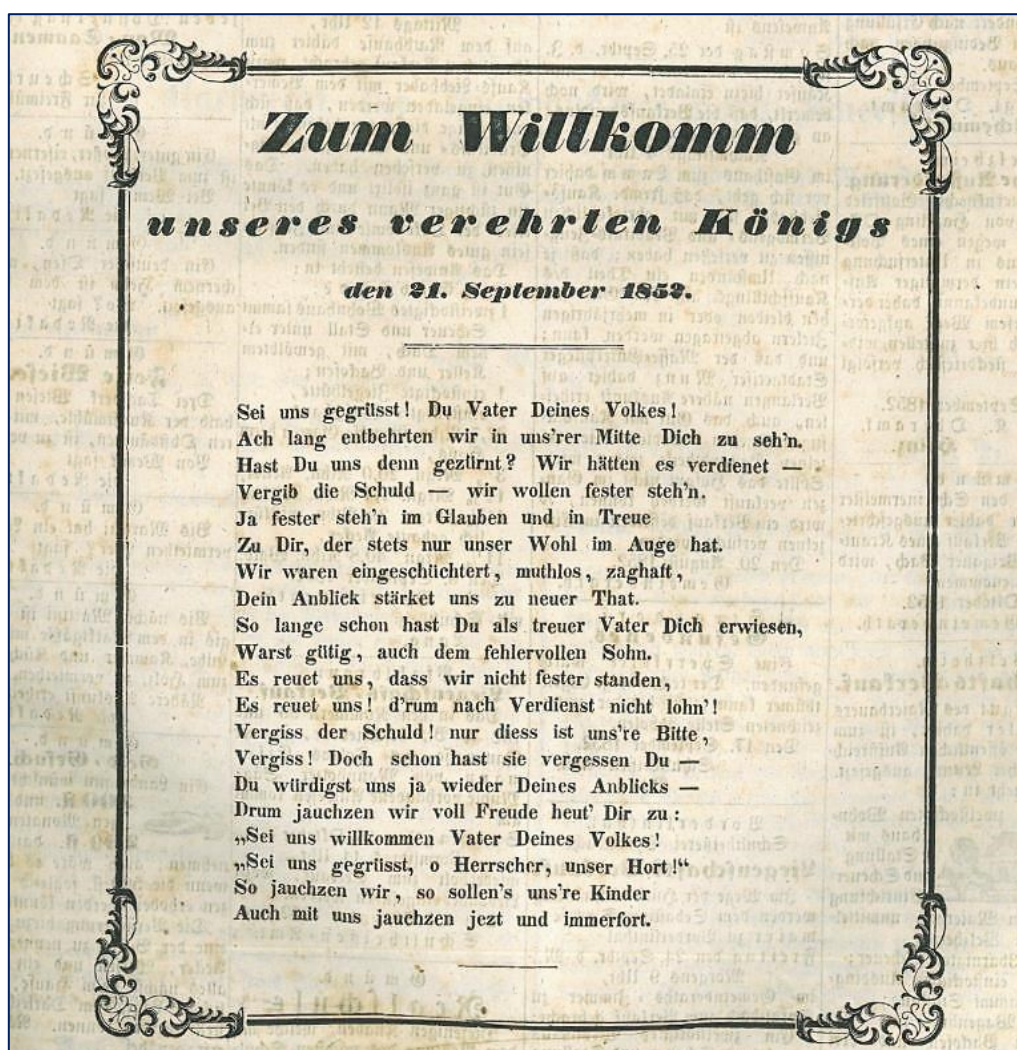 Zum Willkomm
unseres verehrten Königs
den 21. September 1852.
Sei uns gegrüsst! Du Vater Deines Volkes!
Ach lang entbehrten wir in uns'rer Mitte Dich zu seh'n.
Hast Du uns denn gezürnt? Wir hätten es verdienet —
Vergib die Schuld — wir wollen fester steh'n.
Ja fester steh'n im Glauben und in Treue
Zu Dir, der stets nur unser Wohl im Auge hat.
Wir waren eingeschüchtert, muthlos, zaghaft,
Dein Anblick stärket uns zu neuer That.
So lange schon hast Du als treuer Vater Dich erwiesen,
Warst gütig, auch dem fehlervollen Sohn.
Es reuet uns, dass wir nicht fester standen,
Es reuet uns! d'rum nach Verdienst nicht lohn'!
Vergiss der Schuld! nur diess ist uns're Bitte,
Vergiss! Doch schon hast sie vergessen Du —
Du würdigst uns ja wieder Deines Anblicks —
Drum jauchzen wir voll Freude heut' Dir zu:
„Sei uns willkommen Vater Deines Volkes!
„Sei uns gegrüsst, o Herrscher, unser Hort!“
So jauchzen wir, so sollen's uns're Kinder
Auch mit uns jauchzen jezt und immerfort.